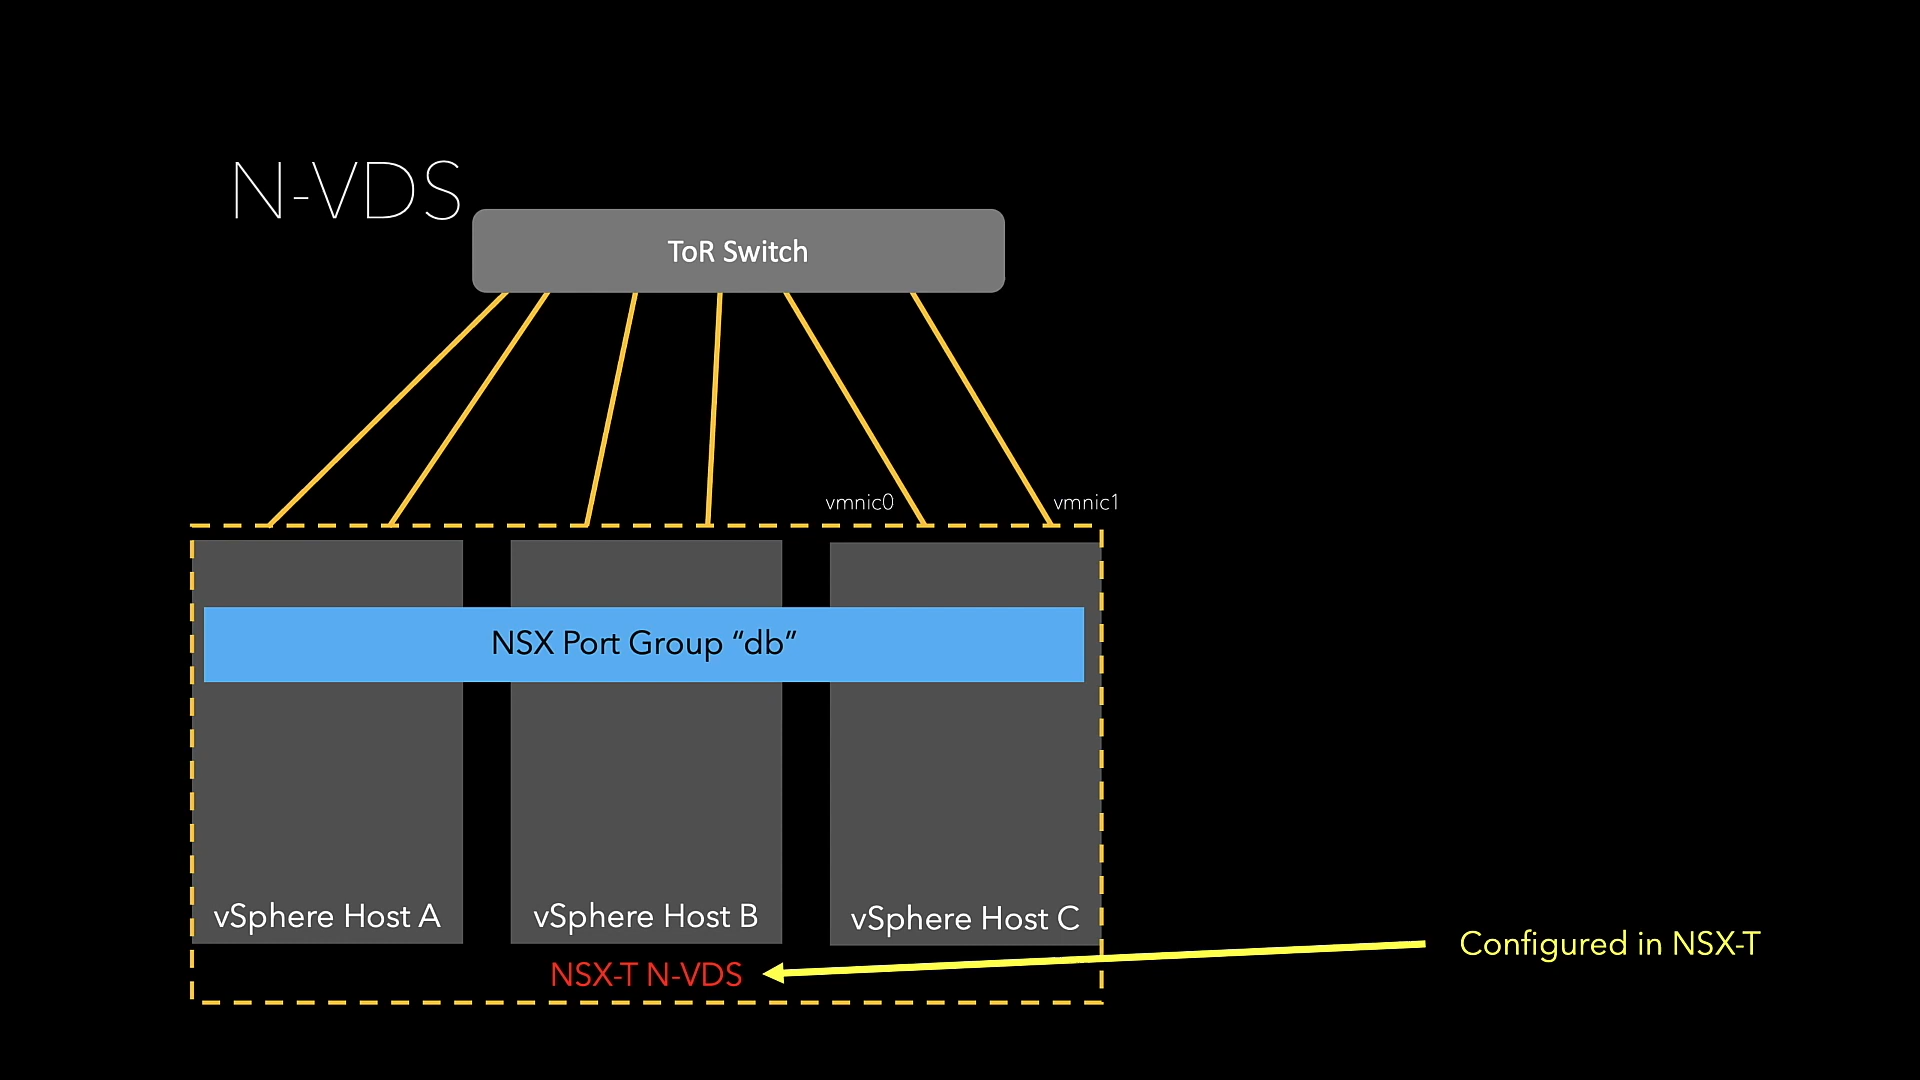 N-VDS
ToR Switch
vmnic0
vmnic1
NSX Port Group “db”
vSphere Host A
vSphere Host B
vSphere Host C
Configured in NSX-T
NSX-T N-VDS